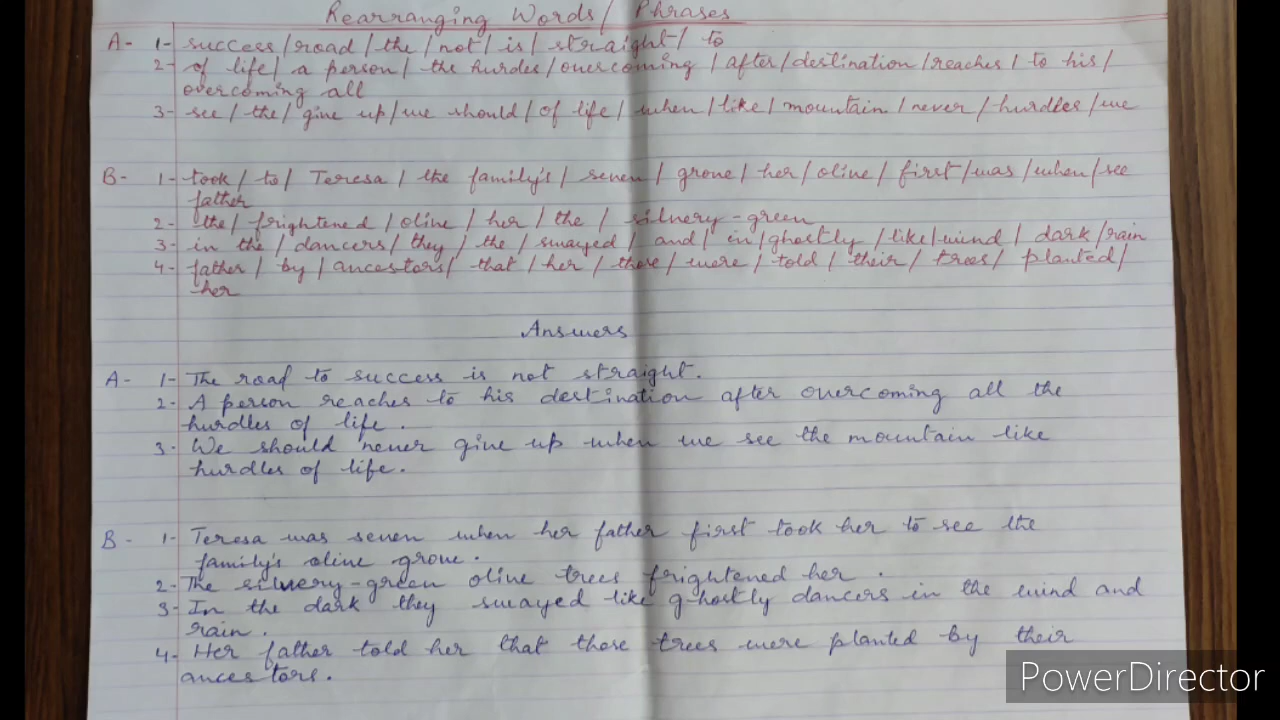 Rearranging Words/ Phrases
A- 1- success/road/the/not/is/straight/to
2- of life/a person/the hurdes/overcoming/after/destination/reaches/to his/
overcoming all
3- see/the/give up/we should/of life/when/like/mountain/never/hurdles/we
B- 1- took/to/Teresa/the family's/seven/grove/her/olive/first/was/when/see
father
2- the/frightened/olive/her/the/silvery-green
3- in the/dancers/they/the/swayed/and/in/ghostly/like/wind/dark/rain
4- father/by/ancestors/that/her/those/were/told/their/trees/planted/
her
Answers
A- 1- The road to success is not straight.
2- A person reaches to his destination after overcoming all the
hurdles of life.
3- We should never give up when we see the mountain like
hurdles of life.
B- 1- Teresa was seven when her father first took her to see the
family's olive grove.
2- The silvery-green olive trees frightened her.
3- In the dark they swayed like ghostly dancers in the wind and
rain.
4- Her father told her that those trees were planted by their
ancestors.
PowerDirector